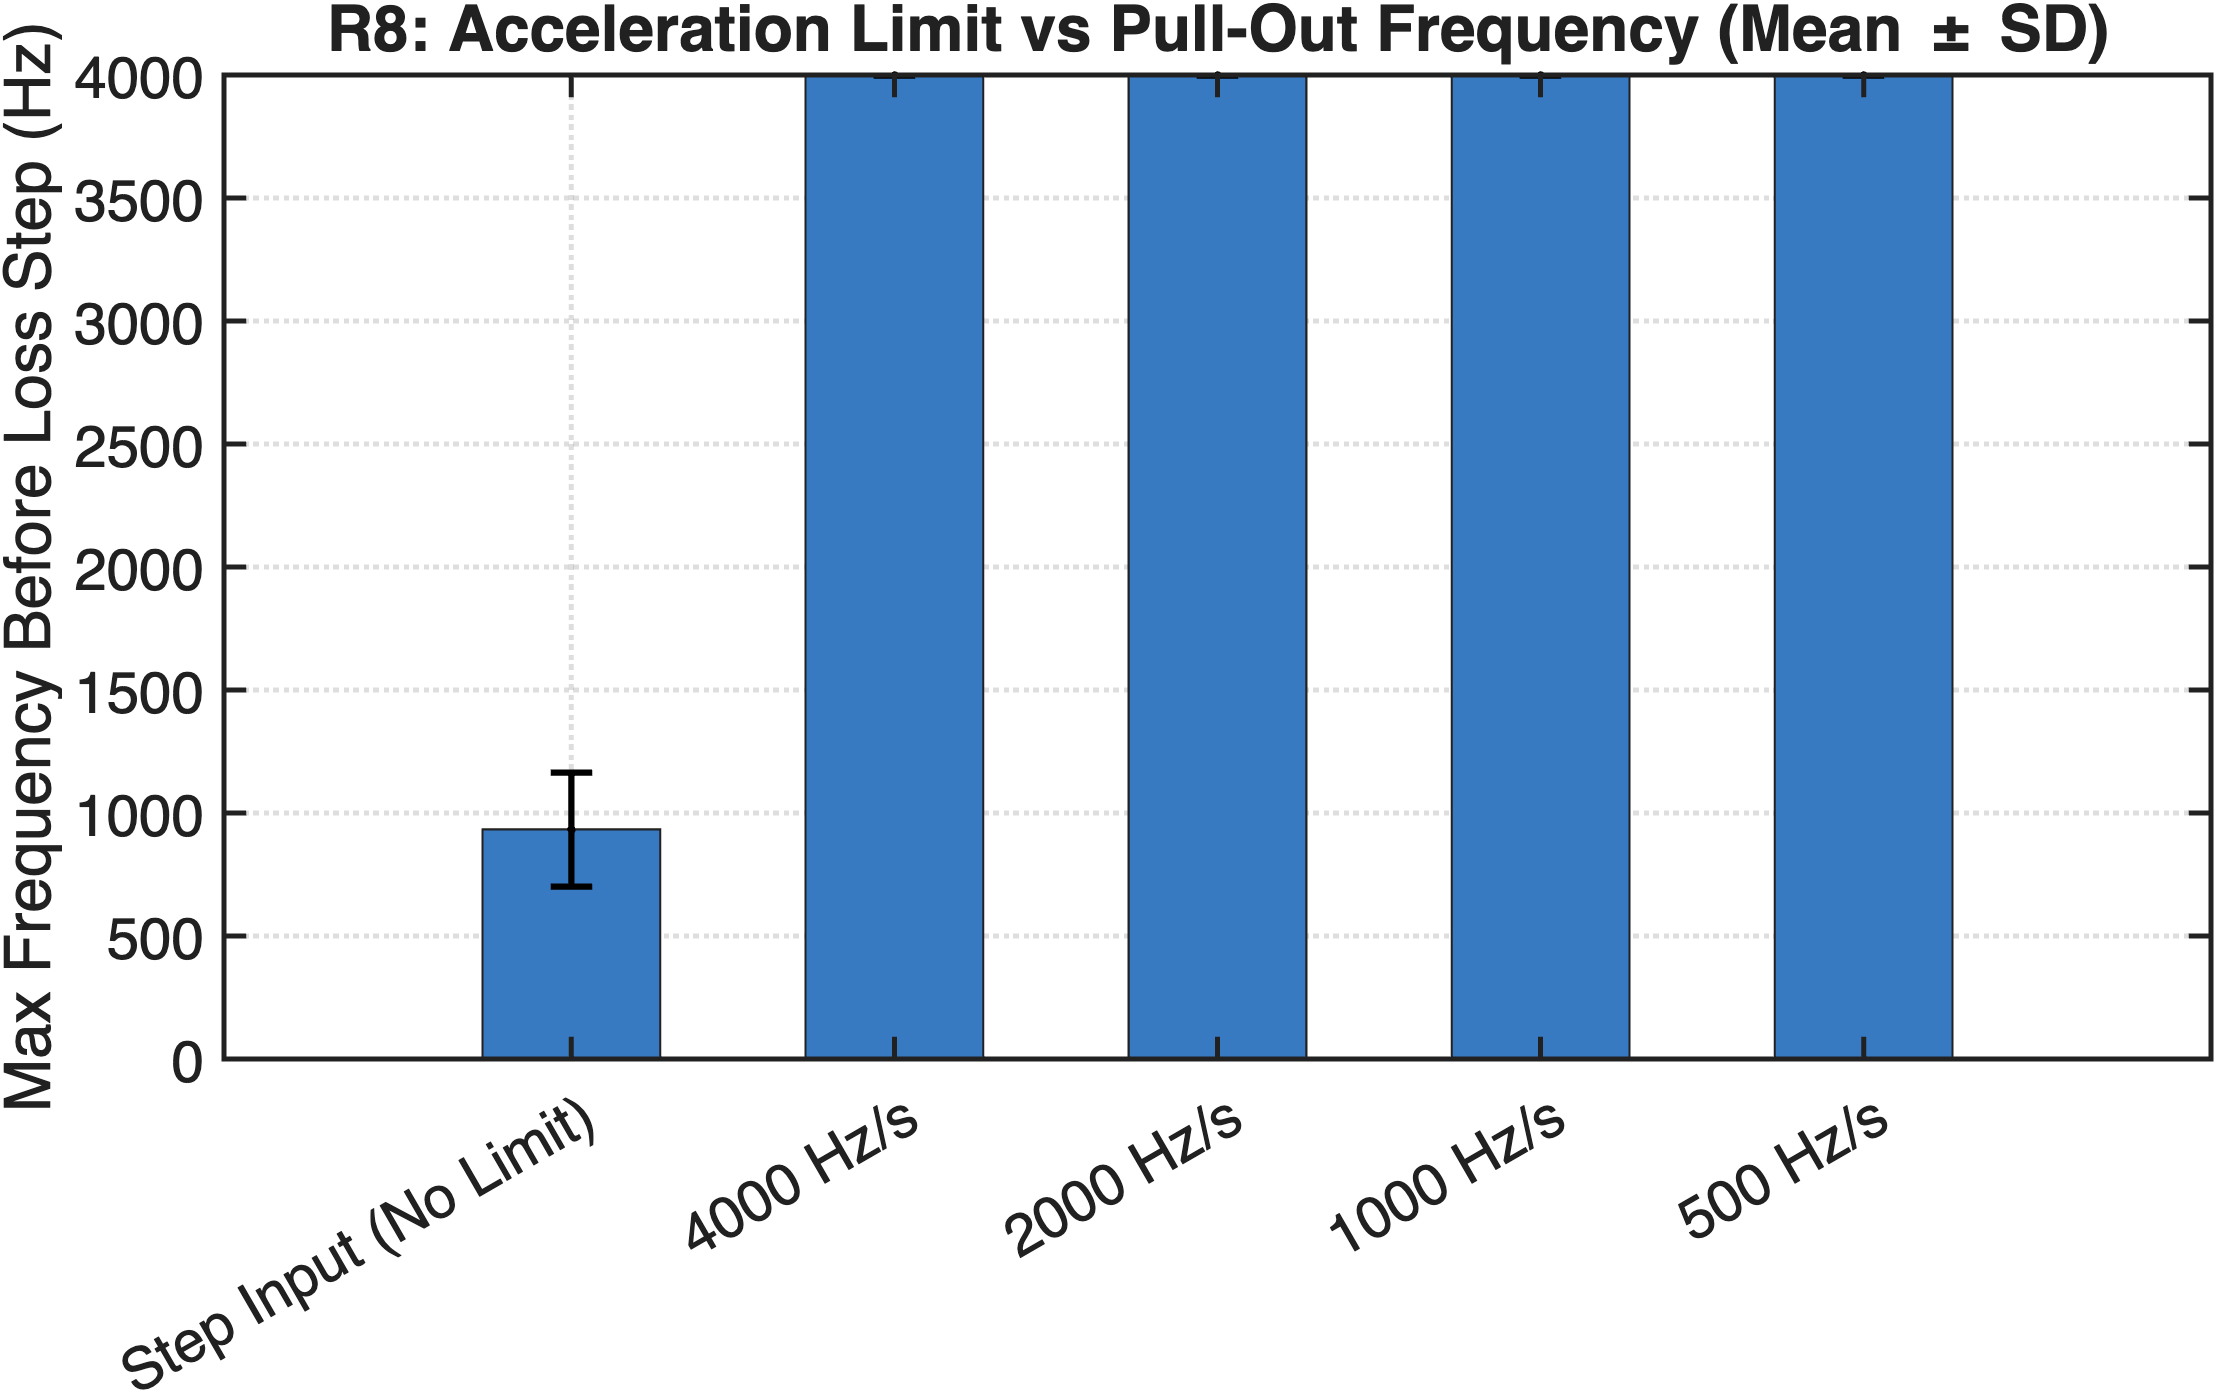 R8: Acceleration Limit vs Pull-Out Frequency (Mean ± SD)
Max Frequency Before Loss Step (Hz)
4000
3500
3000
2500
2000
1500
1000
500
0
Step Input (No Limit)
4000 Hz/s
2000 Hz/s
1000 Hz/s
500 Hz/s